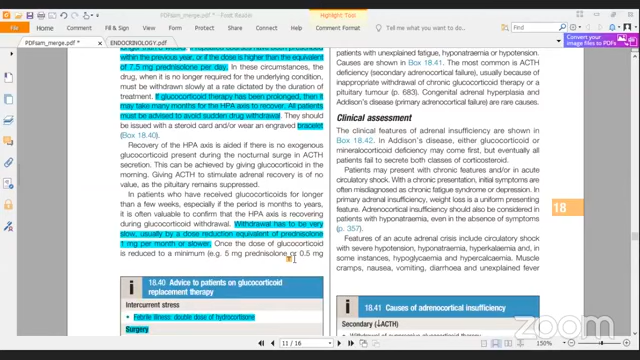 PDFsam_merge.pdf * - Foxit Reader
Highlight Tool
File
Home
Comment
Format
Tell me what you want to do...
Find
PDFsam_merge.pdf *
ENDOCRINOLOGY.pdf
Convert your
image files to PDF
within the previous year, or if the dose is higher than the equivalent
of 7.5 mg prednisolone per day. In these circumstances, the
drug, when it is no longer required for the underlying condition,
must be withdrawn slowly at a rate dictated by the duration of
treatment. If glucocorticoid therapy has been prolonged, then it
may take many months for the HPA axis to recover. All patients
must be advised to avoid sudden drug withdrawal. They should
be issued with a steroid card and/or wear an engraved bracelet
(Box 18.40).
Recovery of the HPA axis is aided if there is no exogenous
glucocorticoid present during the nocturnal surge in ACTH
secretion. This can be achieved by giving glucocorticoid in the
morning. Giving ACTH to stimulate adrenal recovery is of no
value, as the pituitary remains suppressed.
In patients who have received glucocorticoids for longer
than a few weeks, especially if the period is months to years,
it is often valuable to confirm that the HPA axis is recovering
during glucocorticoid withdrawal. Withdrawal has to be very
slow, usually by a dose reduction equivalent of prednisolone
1 mg per month or slower. Once the dose of glucocorticoid
is reduced to a minimum (e.g. 5 mg prednisolone or 0.5 mg
18.40 Advice to patients on glucocorticoid
replacement therapy
Intercurrent stress
• Febrile illness: double dose of hydrocortisone
Surgery
patients with unexplained fatigue, hyponatraemia or hypotension.
Causes are shown in Box 18.41. The most common is ACTH
deficiency (secondary adrenocortical failure), usually because of
inappropriate withdrawal of chronic glucocorticoid therapy or a
pituitary tumour (p. 683). Congenital adrenal hyperplasia and
Addison's disease (primary adrenocortical failure) are rare causes.
Clinical assessment
The clinical features of adrenal insufficiency are shown in
Box 18.42. In Addison's disease, either glucocorticoid or
mineralocorticoid deficiency may come first, but eventually all
patients fail to secrete both classes of corticosteroid.
Patients may present with chronic features and/or in acute
circulatory shock. With a chronic presentation, initial symptoms are
often misdiagnosed as chronic fatigue syndrome or depression. In
primary adrenal insufficiency, weight loss is a uniform presenting
feature. Adrenocortical insufficiency should also be considered in
patients with hyponatraemia, even in the absence of symptoms
(p. 357).
Features of an acute adrenal crisis include circulatory shock
with severe hypotension, hyponatraemia, hyperkalaemia and, in
some instances, hypoglycaemia and hypercalcaemia. Muscle
cramps, nausea, vomiting, diarrhoea and unexplained fever
18
18.41 Causes of adrenocortical insufficiency
Secondary (↓ACTH)
11 / 16
150%
zoom